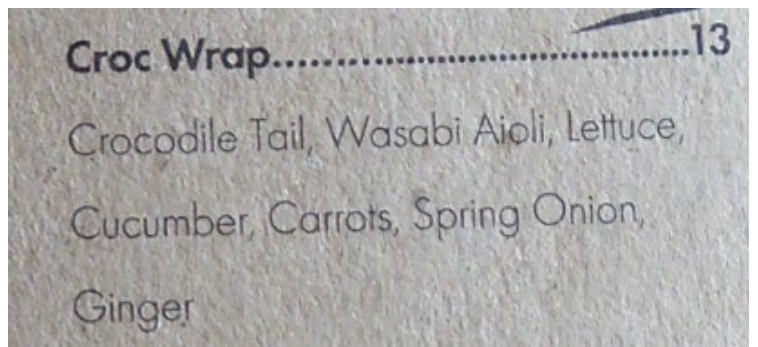 Croc Wrap..........................................13
Crocodile Tail, Wasabi Aioli, Lettuce,
Cucumber, Carrots, Spring Onion,
Ginger